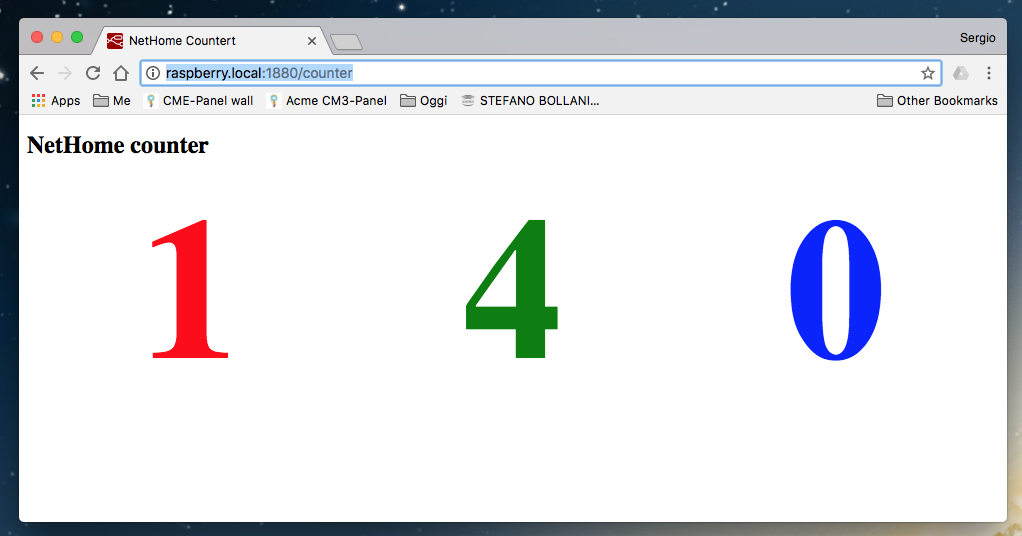 NetHome Countert
Sergio
raspberry.local:1880/counter
Apps Me CME-Panel wall Acme CM3-Panel Oggi STEFANO BOLLANI... Other Bookmarks
NetHome counter
1 4 0